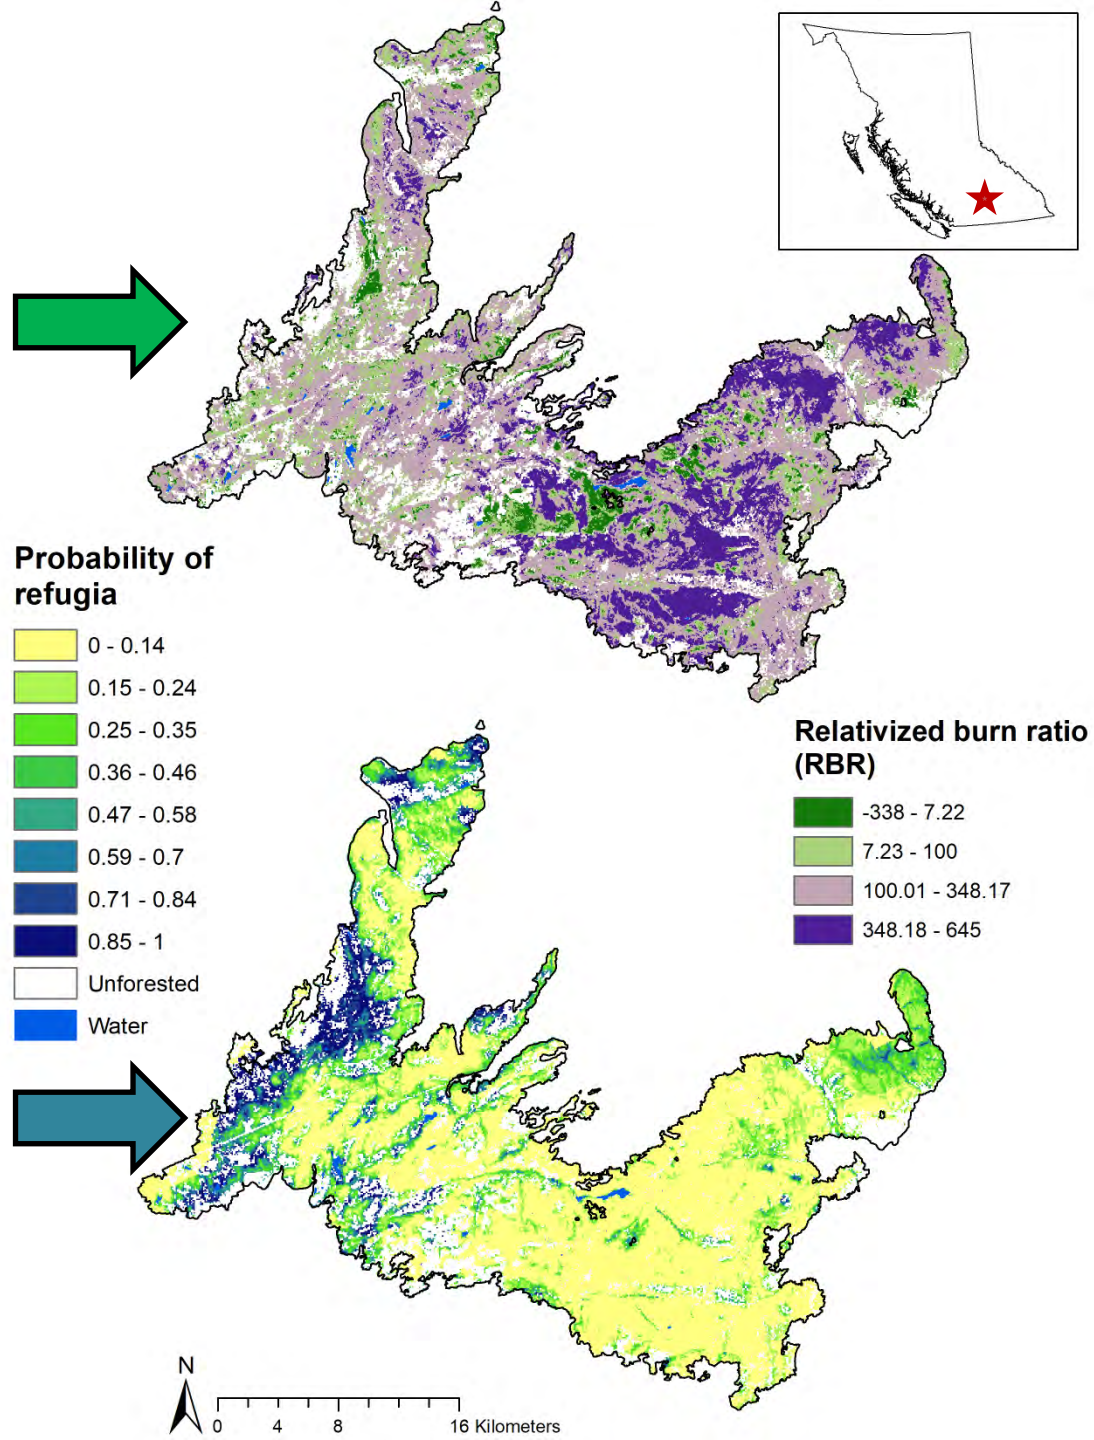 Probability of
refugia
0 - 0.14
0.15 - 0.24
0.25 - 0.35
0.36 - 0.46
0.47 - 0.58
0.59 - 0.7
0.71 - 0.84
0.85 - 1
Unforested
Water
Relativized burn ratio
(RBR)
-338 - 7.22
7.23 - 100
100.01 - 348.17
348.18 - 645
N
0 4 8 16 Kilometers